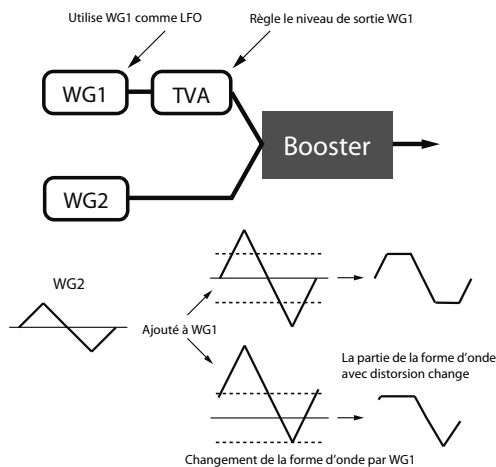 Utilise WG1 comme LFO
Règle le niveau de sortie WG1
WG1
TVA
Booster
WG2
WG2
Ajouté à WG1
La partie de la forme d’onde
avec distorsion change
Changement de la forme d’onde par WG1